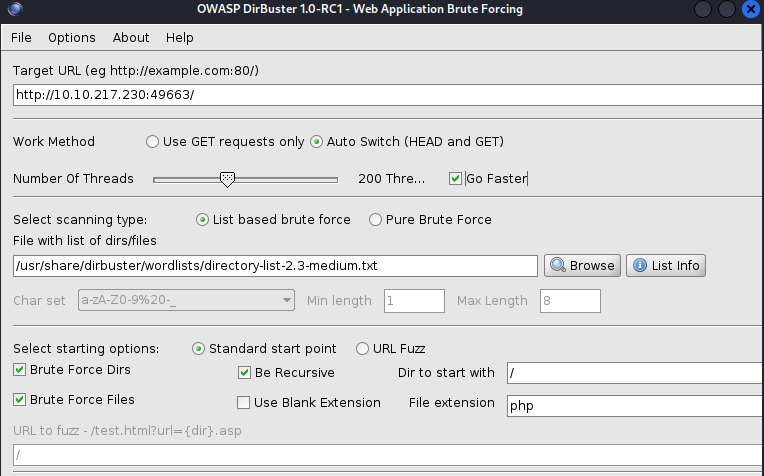 OWASP DirBuster 1.0-RC1 - Web Application Brute Forcing
File Options About Help
Target URL (eg http://example.com:80/)
http://10.10.217.230:49663/
Work Method Use GET requests only Auto Switch (HEAD and GET)
Number Of Threads 200 Thre... Go Faster
Select scanning type: List based brute force Pure Brute Force
File with list of dirs/files
/usr/share/dirbuster/wordlists/directory-list-2.3-medium.txt Browse List Info
Char set a-zA-Z0-9%20-_ Min length 1 Max Length 8
Select starting options: Standard start point URL Fuzz
Brute Force Dirs Be Recursive Dir to start with /
Brute Force Files Use Blank Extension File extension php
URL to fuzz - /test.html?url={dir}.asp
/